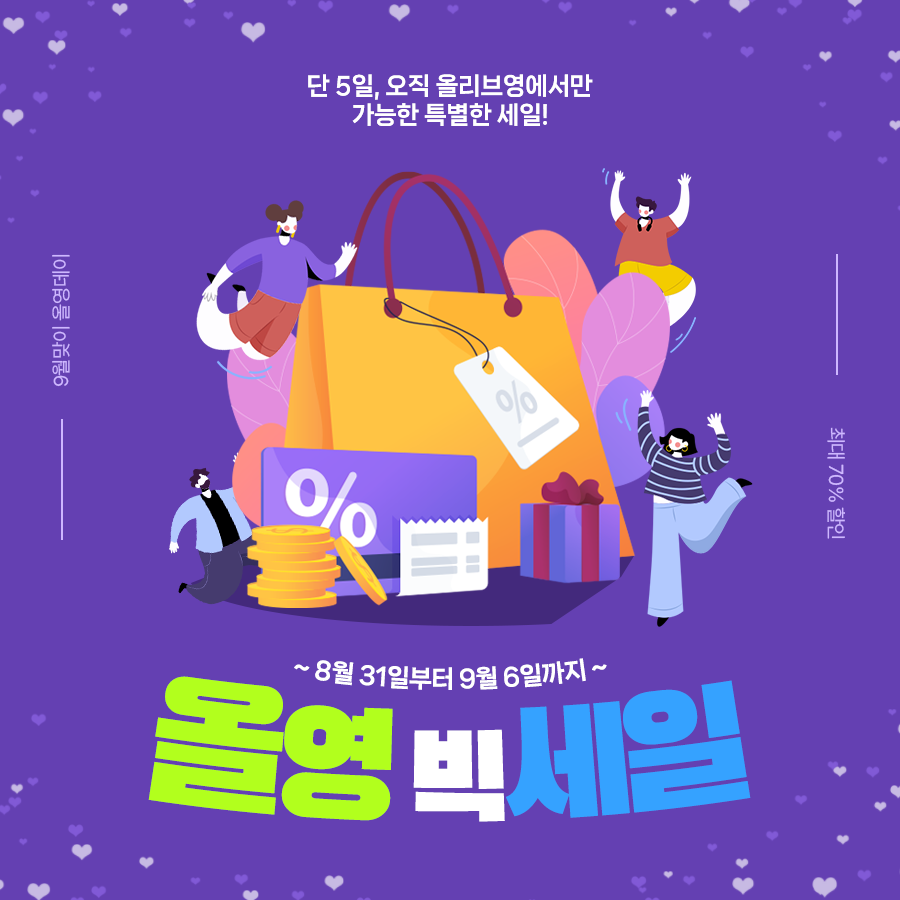 단 5일, 오직 올리브영에서만
가능한 특별한 세일!
9월맞이 올영데이
최대 70% 할인
%
%
~ 8월 31일부터 9월 6일까지 ~
올영 빅세일